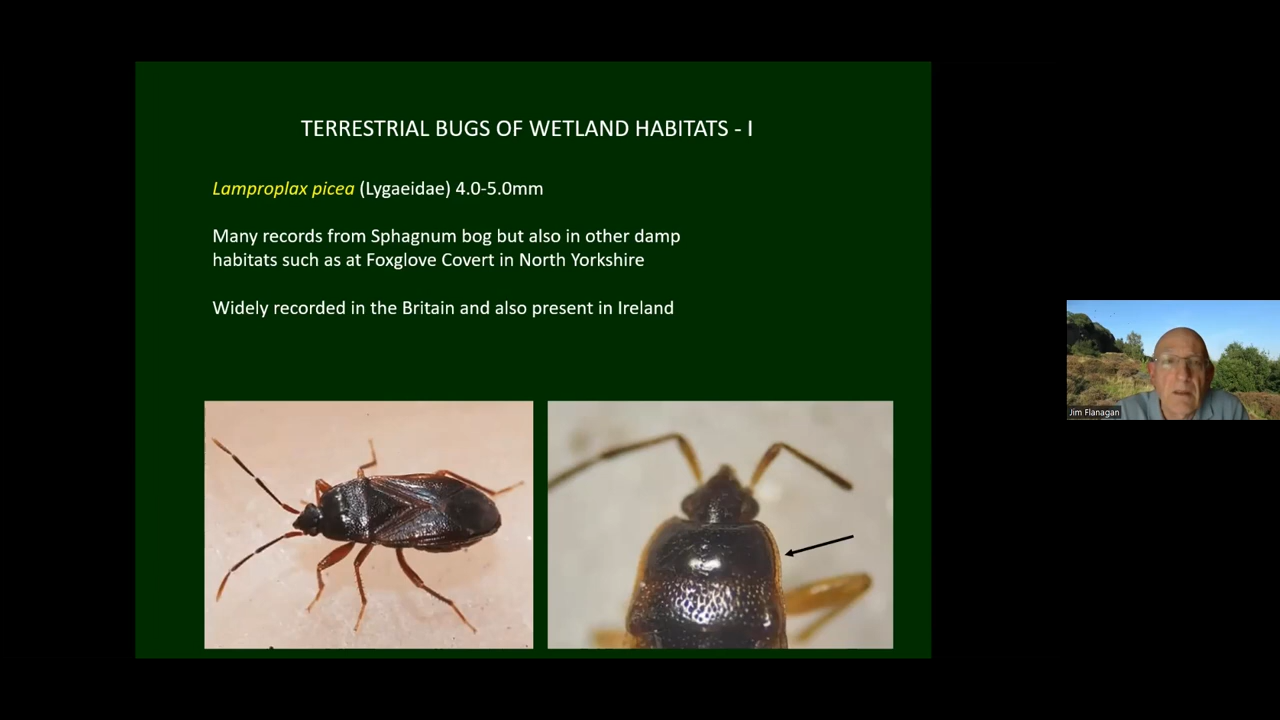 TERRESTRIAL BUGS OF WETLAND HABITATS - I
Lamproplax picea (Lygaeidae) 4.0-5.0mm
Many records from Sphagnum bog but also in other damp
habitats such as at Foxglove Covert in North Yorkshire
Widely recorded in the Britain and also present in Ireland
Jim Flanagan